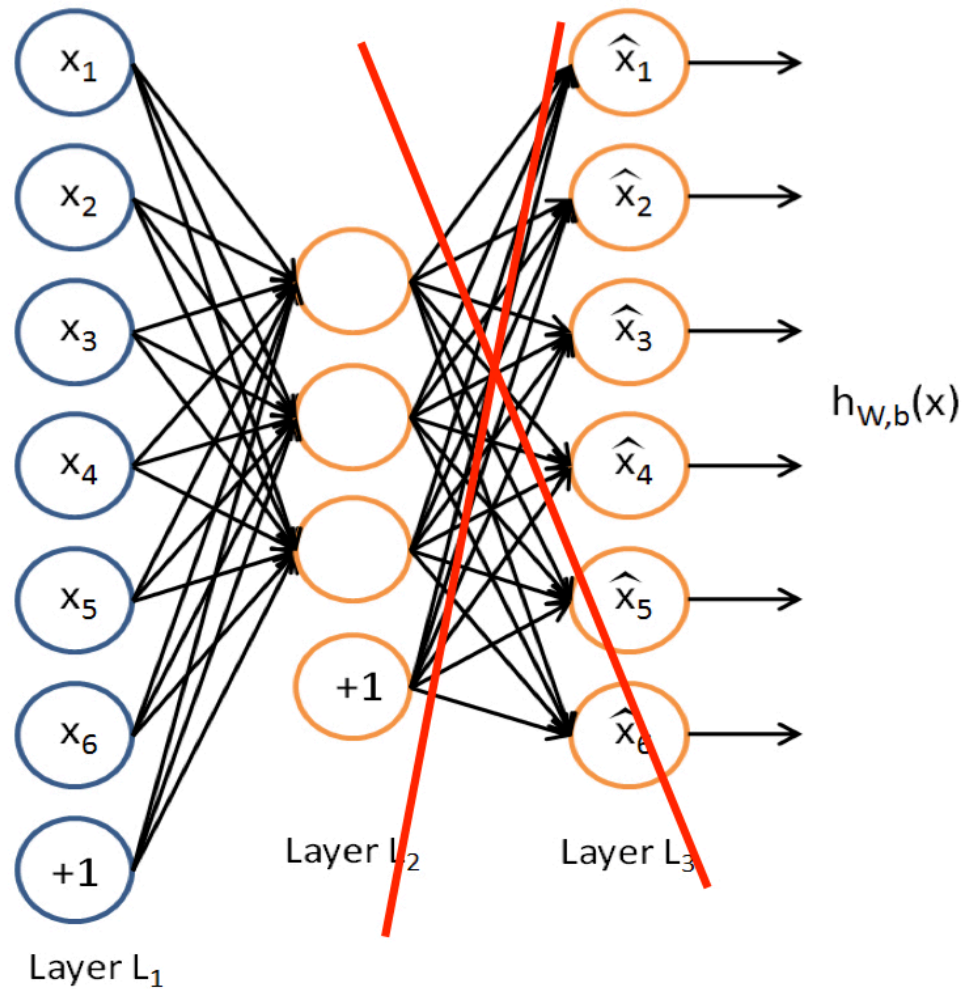 x₁
x₂
x₃
x₄
x₅
x₆
+1
Layer L₁
+1
Layer L₂
x̂₁
x̂₂
x̂₃
x̂₄
x̂₅
x̂₆
Layer L₃
h_W,b(x)